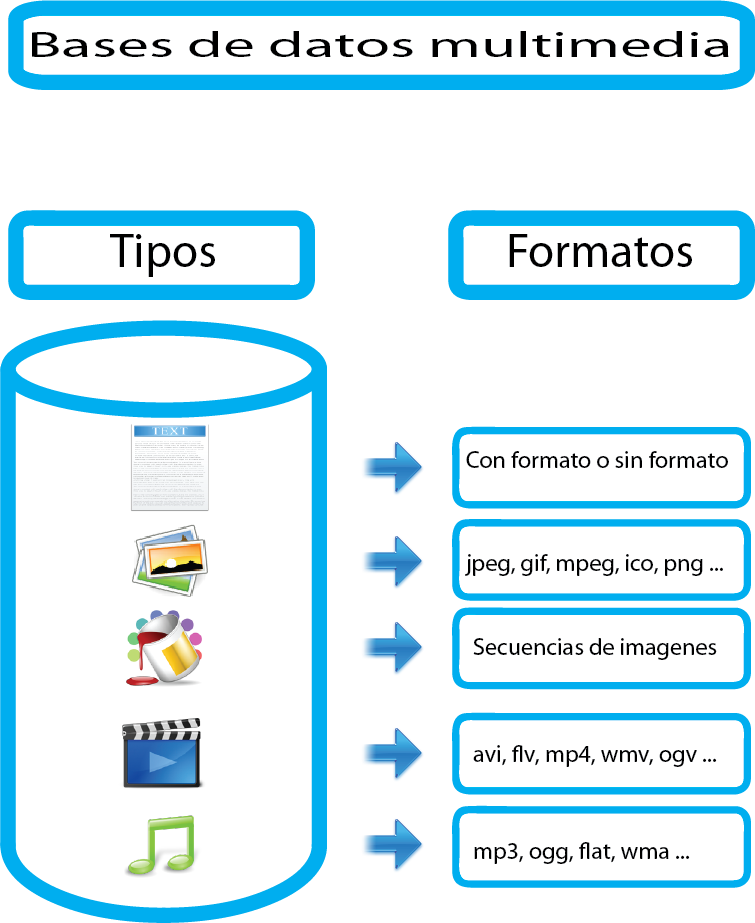 Bases de datos multimedia
Tipos
Formatos
TEXT
Con formato o sin formato
jpeg, gif, mpeg, ico, png ...
Secuencias de imagenes
avi, flv, mp4, wmv, ogv ...
mp3, ogg, flat, wma ...